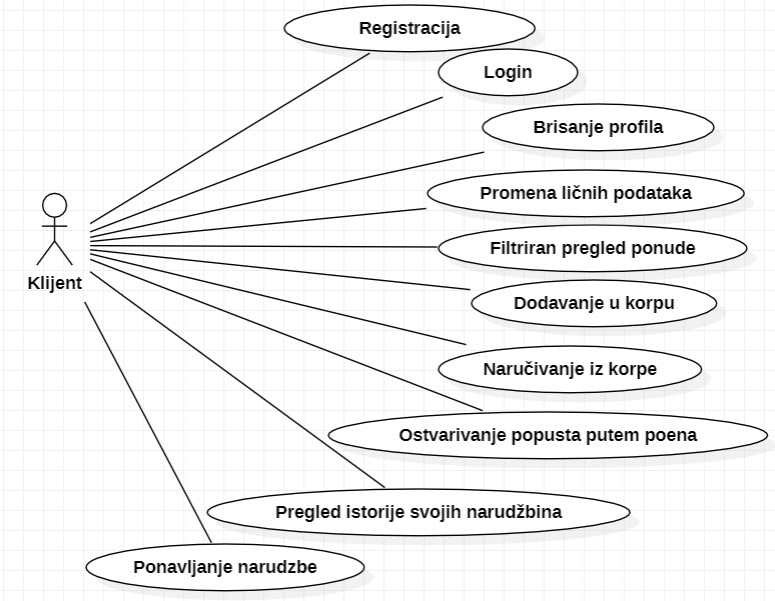 Registracija
Login
Brisanje profila
Promena ličnih podataka
Klijent
Filtriran pregled ponude
Dodavanje u korpu
Naručivanje iz korpe
Ostvarivanje popusta putem poena
Pregled istorije svojih narudžbina
Ponavljanje narudzbe